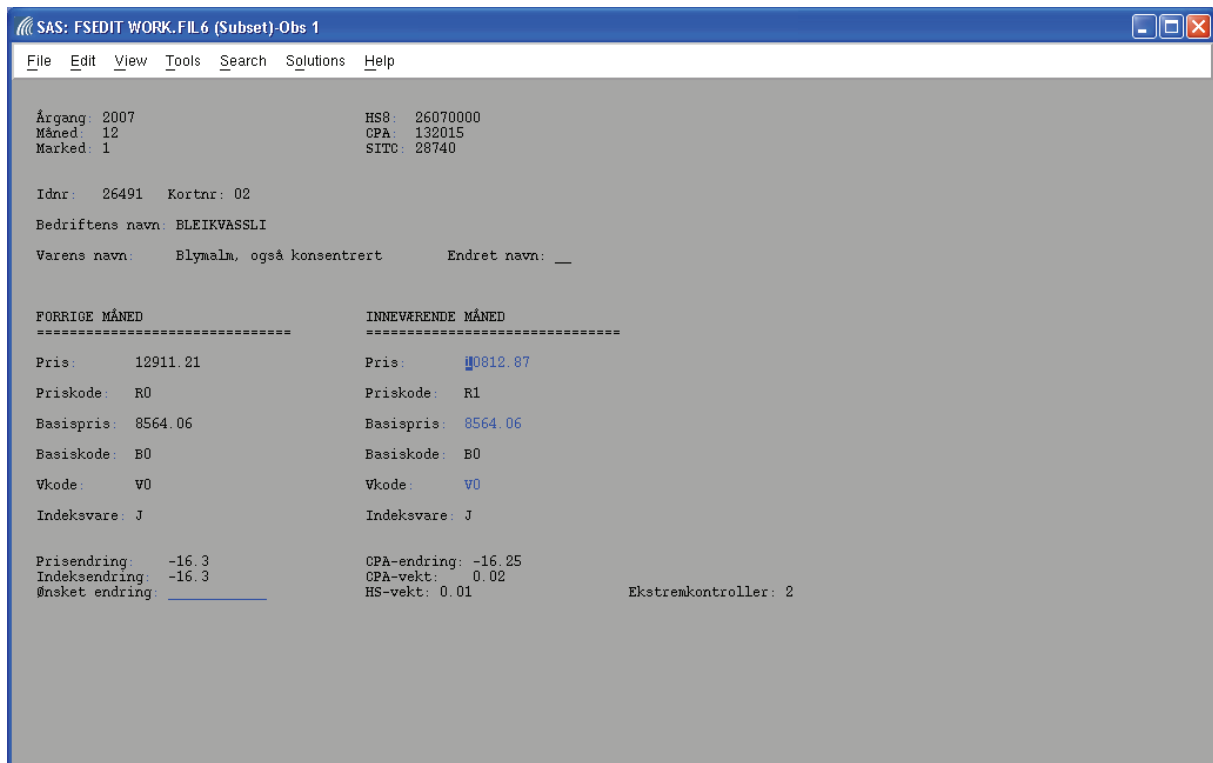 SAS: FSEDIT WORK.FIL6 (Subset)-Obs 1
File Edit View Tools Search Solutions Help
Årgang: 2007 HS8: 26070000
Måned: 12 CPA: 132015
Marked: 1 SITC: 28740
Idnr: 26491 Kortnr: 02
Bedriftens navn: BLEIKVASSLI
Varens navn: Blymalm, også konsentrert Endret navn: __
FORRIGE MÅNED INNEVÆRENDE MÅNED
=============================== ===============================
Pris: 12911.21 Pris: 10812.87
Priskode: R0 Priskode: R1
Basispris: 8564.06 Basispris: 8564.06
Basiskode: B0 Basiskode: B0
Vkode: V0 Vkode: V0
Indeksvare: J Indeksvare: J
Prisendring: -16.3 CPA-endring: -16.25
Indeksendring: -16.3 CPA-vekt: 0.02
Ønsket endring: ____________ HS-vekt: 0.01 Ekstremkontroller: 2